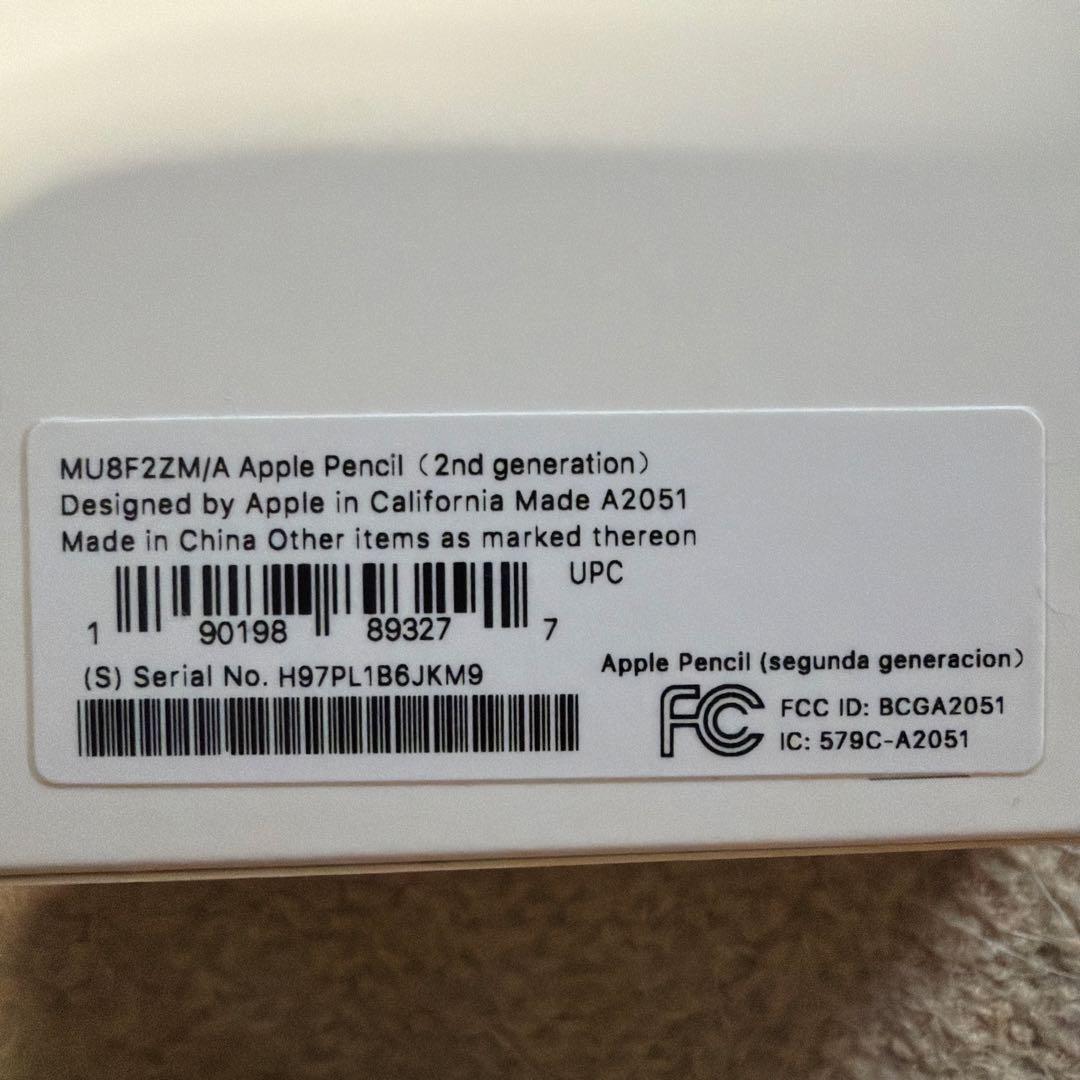 MU8F2ZM/A Apple Pencil（2nd generation）
Designed by Apple in California Made A2051
Made in China Other items as marked thereon
UPC
1 90198 89327 7
(S) Serial No. H97PL1B6JKM9
Apple Pencil (segunda generacion）
FC
FCC ID: BCGA2051
IC: 579C-A2051